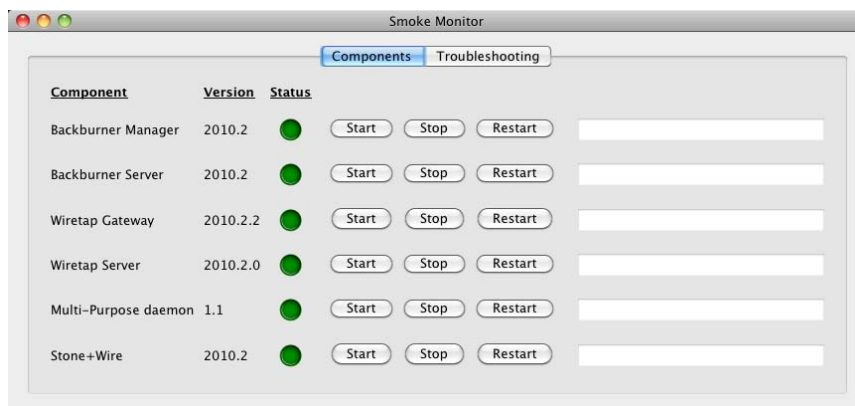 Smoke Monitor
Components Troubleshooting
Component Version Status
Backburner Manager 2010.2 Start Stop Restart
Backburner Server 2010.2 Start Stop Restart
Wiretap Gateway 2010.2.2 Start Stop Restart
Wiretap Server 2010.2.0 Start Stop Restart
Multi-Purpose daemon 1.1 Start Stop Restart
Stone+Wire 2010.2 Start Stop Restart